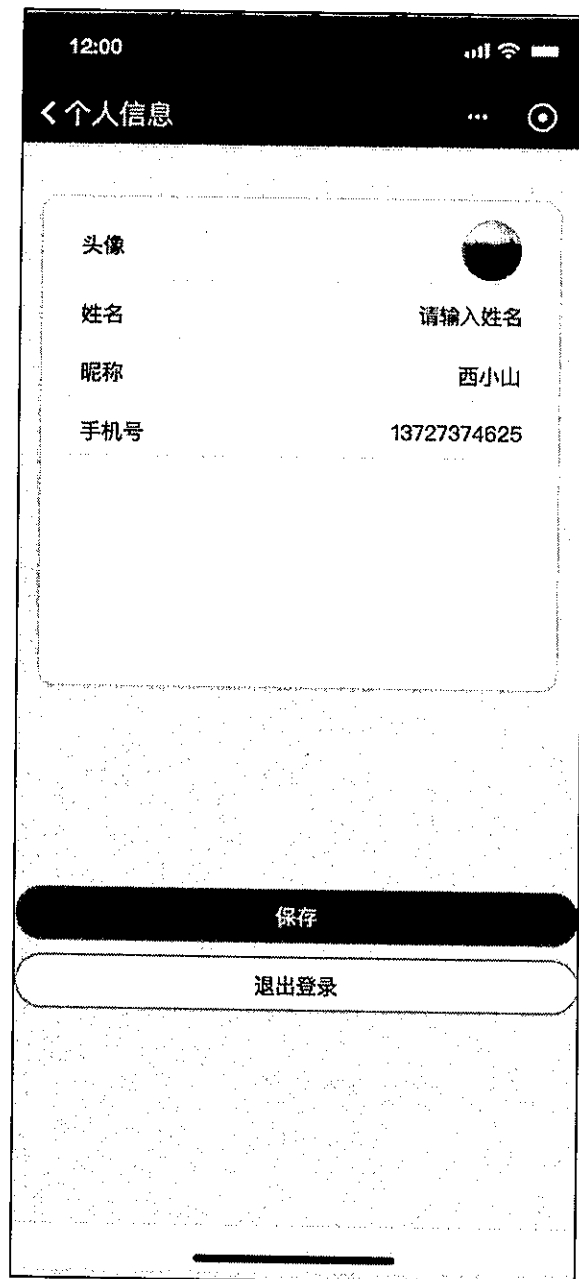 12:00
个人信息
头像
姓名 请输入姓名
昵称 西小山
手机号 13727374625
保存
退出登录